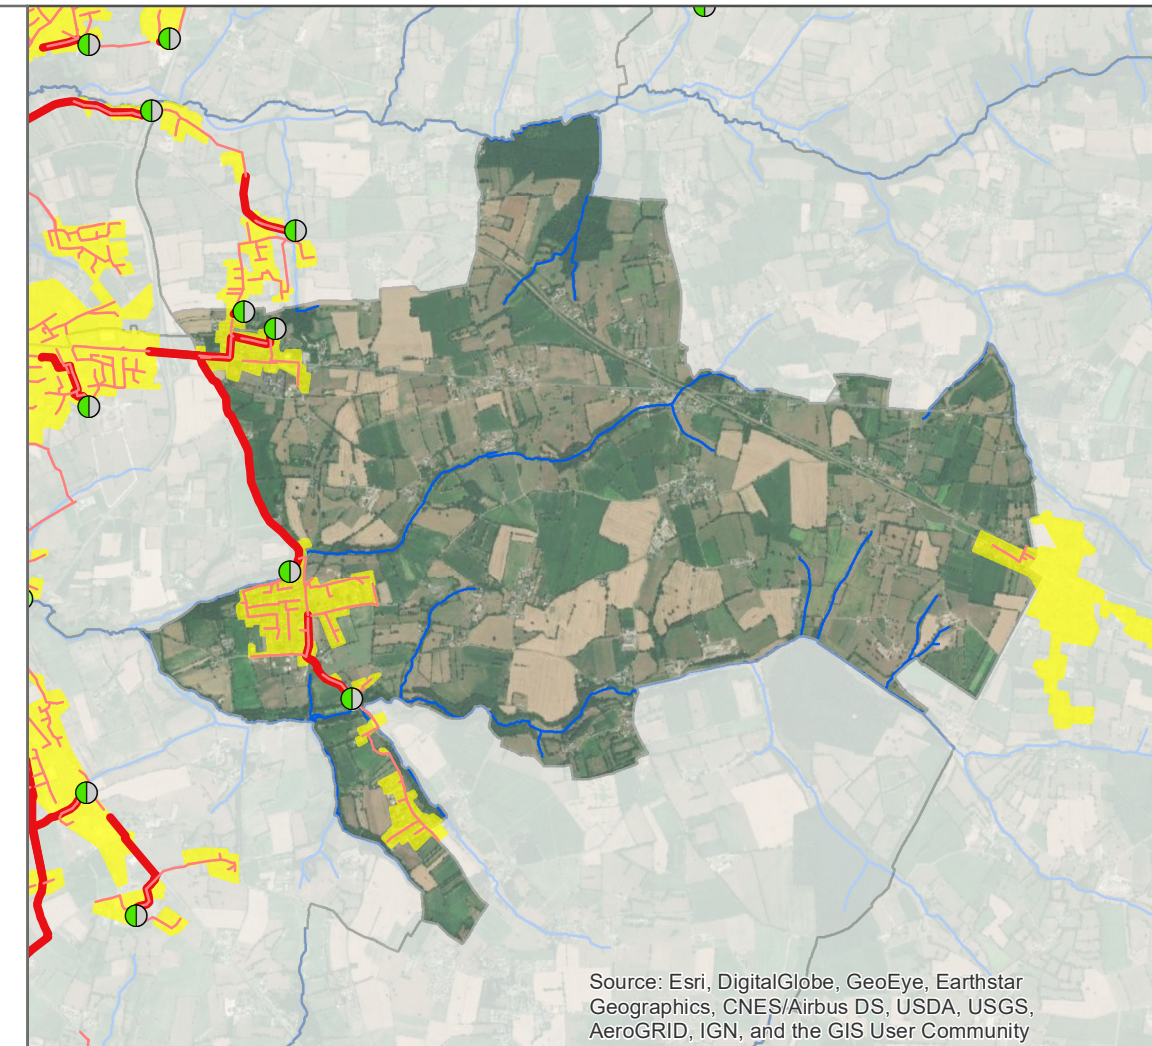 Source: Esri, DigitalGlobe, GeoEye, Earthstar
Geographics, CNES/Airbus DS, USDA, USGS,
AeroGRID, IGN, and the GIS User Community